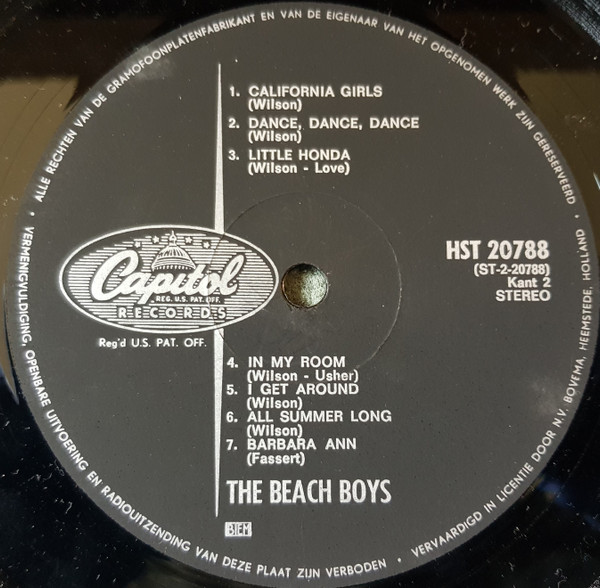 ALLE RECHTEN VAN DE GRAMOFOONPLATENFABRIKANT EN VAN DE EIGENAAR VAN HET OPGENOMEN WERK ZIJN GERESERVEERD •
1. CALIFORNIA GIRLS
(Wilson)
2. DANCE, DANCE, DANCE
(Wilson)
3. LITTLE HONDA
(Wilson - Love)
Capitol
REG. U.S. PAT. OFF.
RECORDS
Reg'd U.S. PAT. OFF.
HST 20788
(ST-2-20788)
Kant 2
STEREO
4. IN MY ROOM
(Wilson - Usher)
5. I GET AROUND
(Wilson)
6. ALL SUMMER LONG
(Wilson)
7. BARBARA ANN
(Fassert)
THE BEACH BOYS
BIEM
VERMENIGVULDIGING, OPENBARE UITVOERING EN RADIOUITZENDING VAN DEZE PLAAT ZIJN VERBODEN •
VERVAARDIGD IN LICENTIE DOOR N.V. BOVEMA, HEEMSTEDE, HOLLAND •